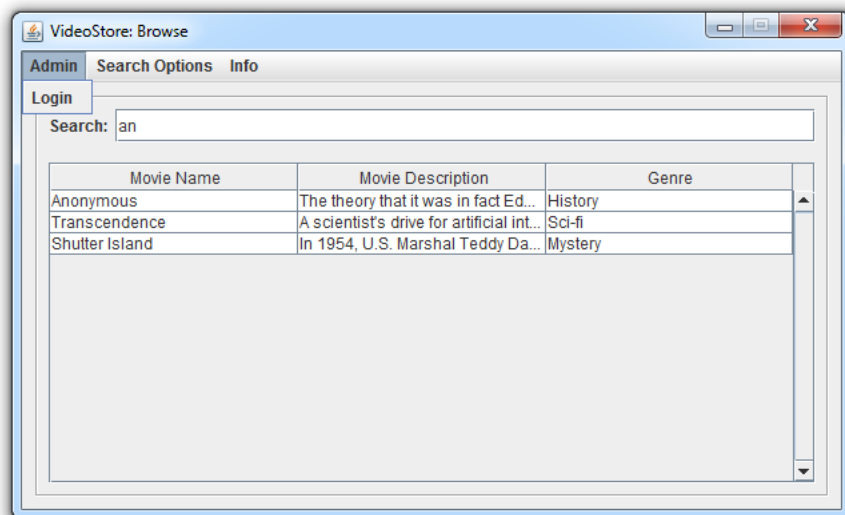 VideoStore: Browse
Admin Search Options Info
Login
Search: an
Movie Name Movie Description Genre
Anonymous The theory that it was in fact Ed... History
Transcendence A scientist's drive for artificial int... Sci-fi
Shutter Island In 1954, U.S. Marshal Teddy Da... Mystery